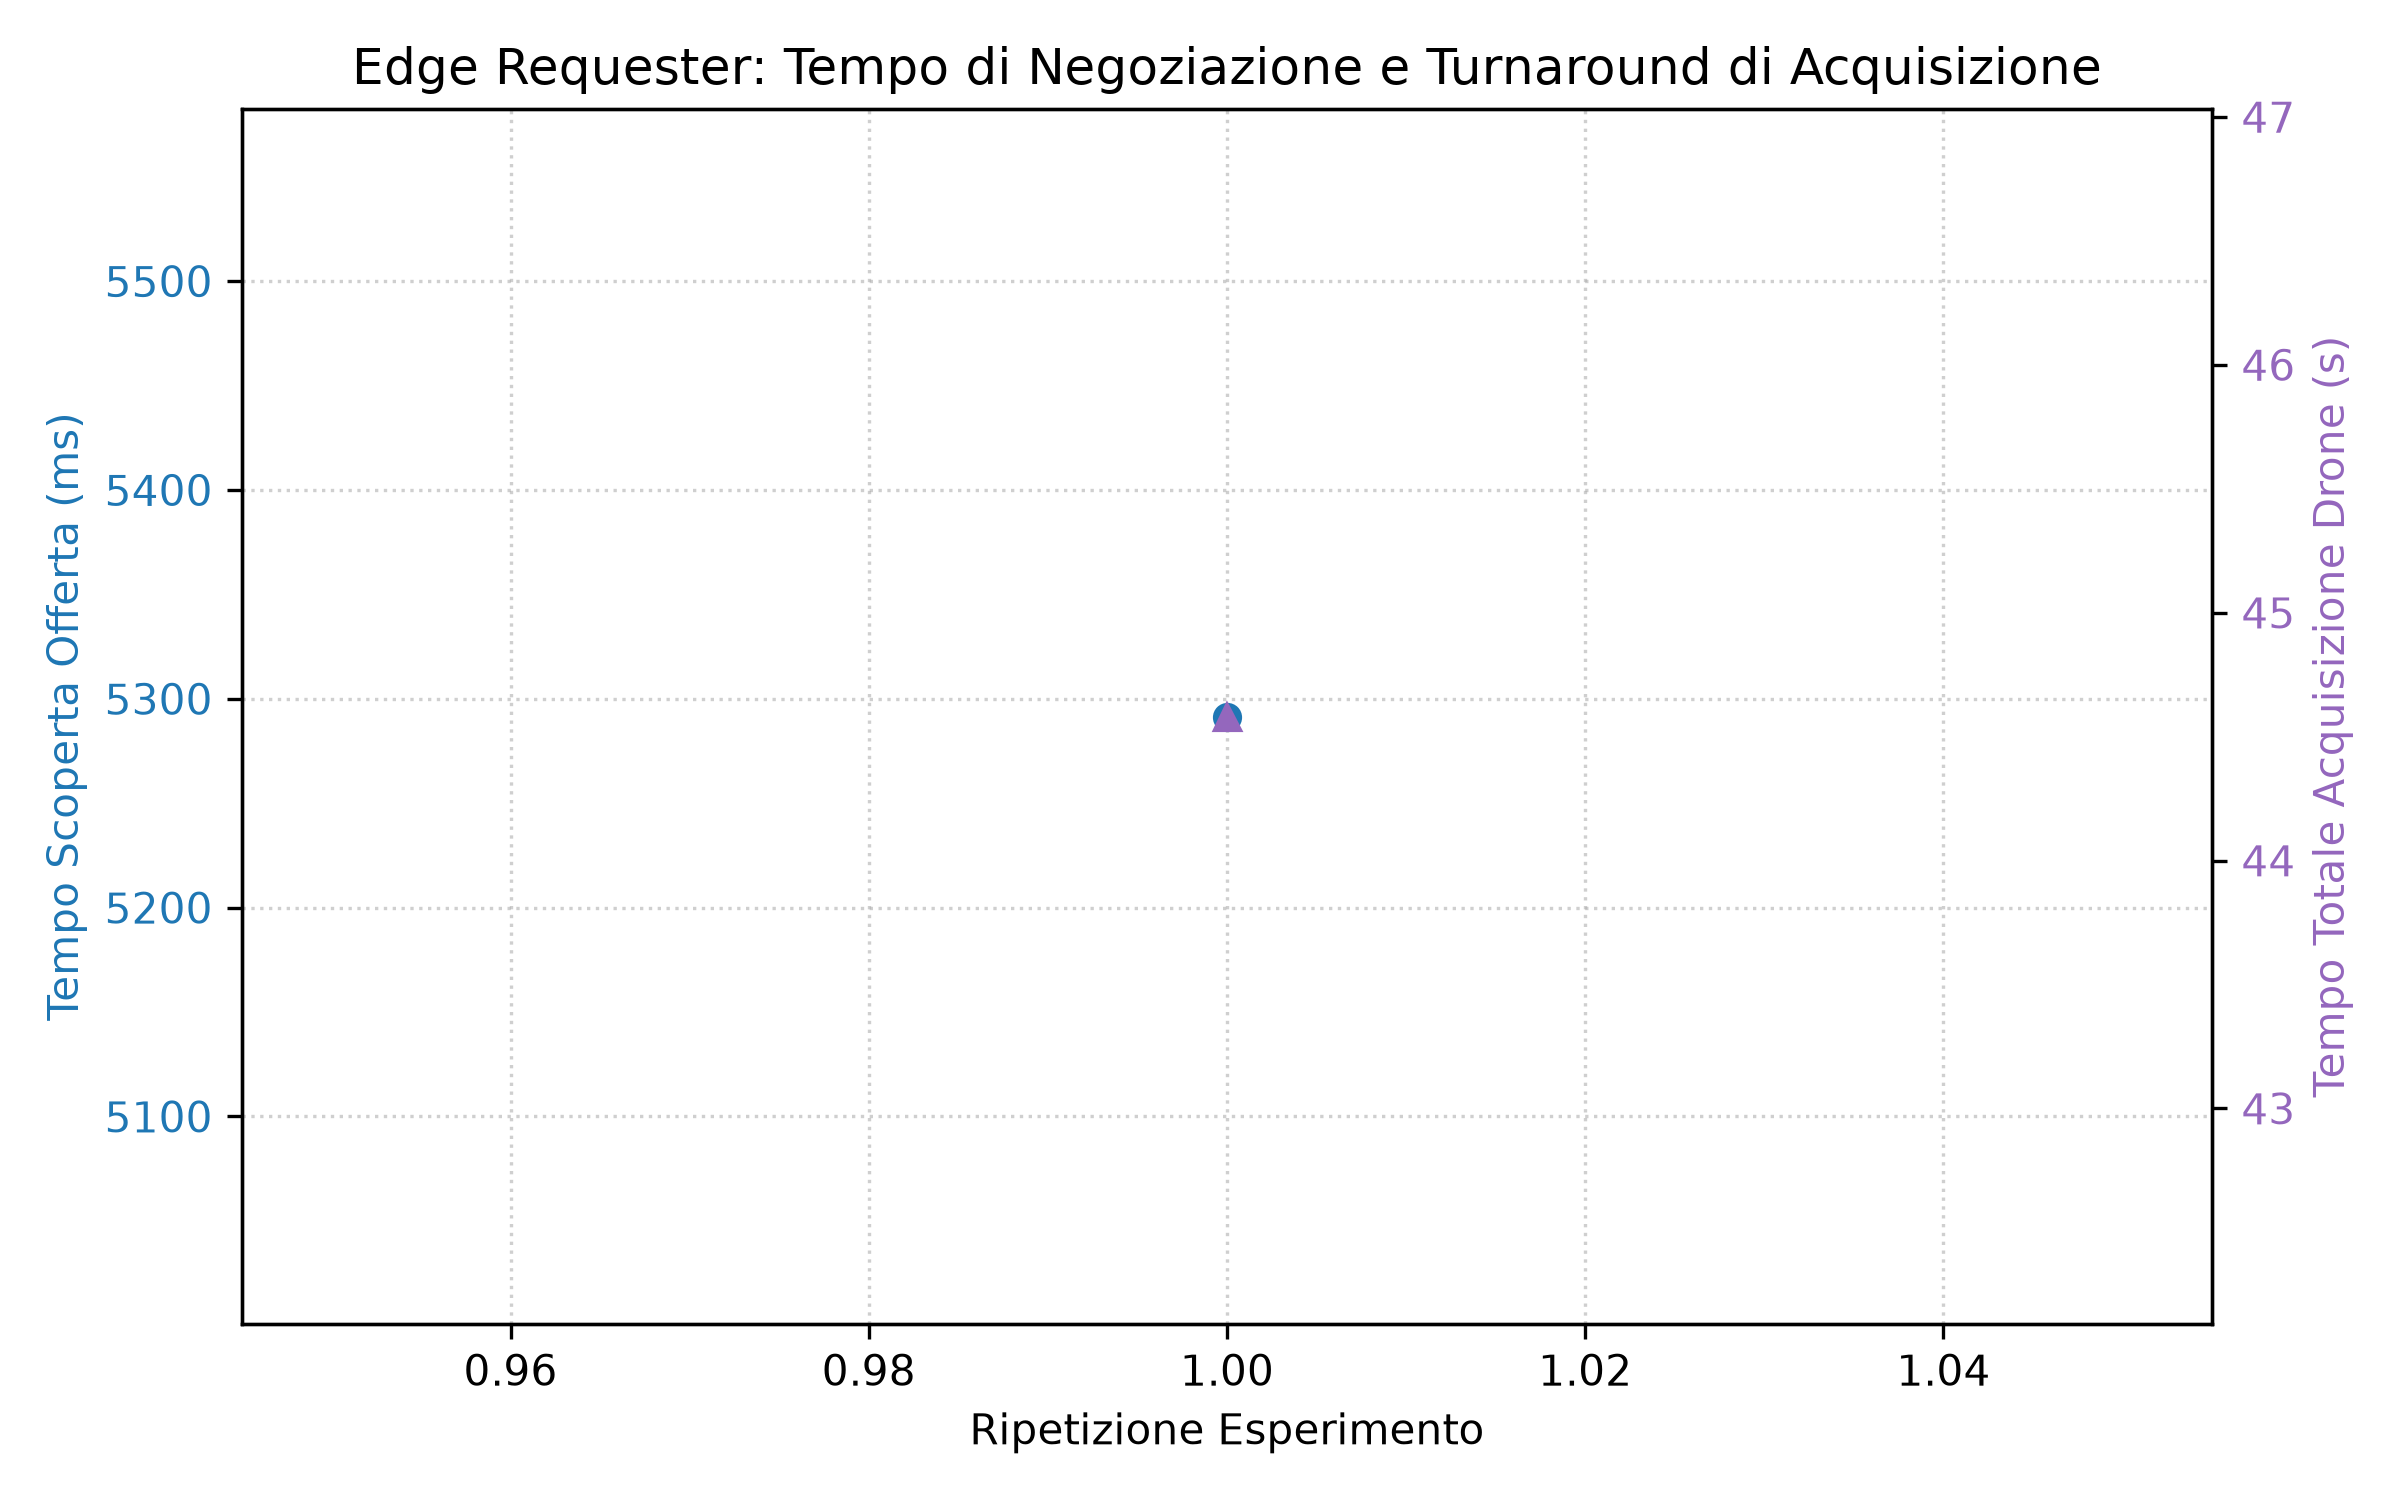 Edge Requester: Tempo di Negoziazione e Turnaround di Acquisizione
Tempo Scoperta Offerta (ms)
5500
5400
5300
5200
5100
47
46
45
44
43
Tempo Totale Acquisizione Drone (s)
0.96 0.98 1.00 1.02 1.04
Ripetizione Esperimento